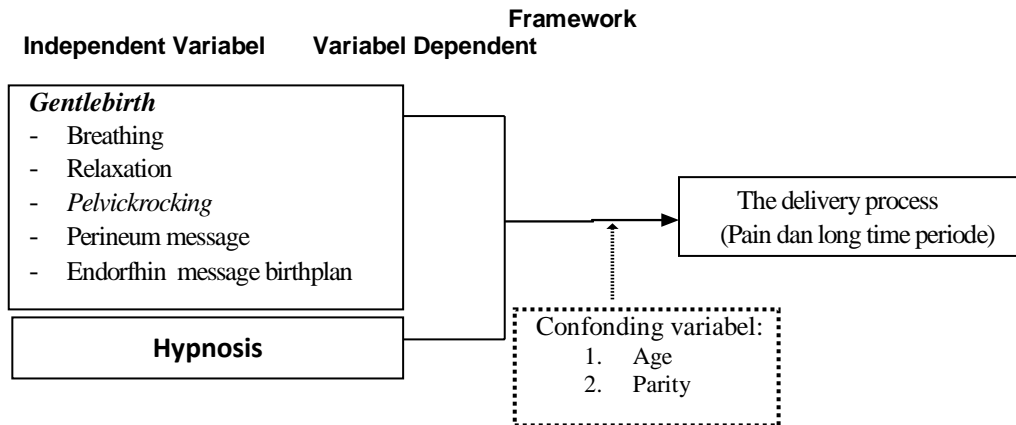 Framework
Independent Variabel Variabel Dependent
Gentlebirth
- Breathing
- Relaxation
- Pelvickrocking
- Perineum message
- Endorfhin message birthplan
Hypnosis
The delivery process
(Pain dan long time periode)
Confonding variabel:
1. Age
2. Parity